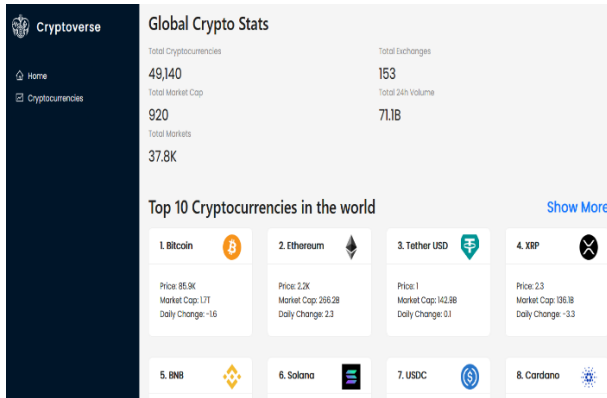 Cryptoverse
Home
Cryptocurrencies
Global Crypto Stats
Total Cryptocurrencies
49,140
Total Exchanges
153
Total Market Cap
920
Total 24h Volume
71.1B
Total Markets
37.8K
Top 10 Cryptocurrencies in the world
Show More
1. Bitcoin
Price: 85.9K
Market Cap: 1.7T
Daily Change: -1.6
2. Ethereum
Price: 2.2K
Market Cap: 266.2B
Daily Change: 2.3
3. Tether USD
Price: 1
Market Cap: 142.9B
Daily Change: 0.1
4. XRP
Price: 2.3
Market Cap: 136.1B
Daily Change: -3.3
5. BNB
6. Solana
7. USDC
8. Cardano